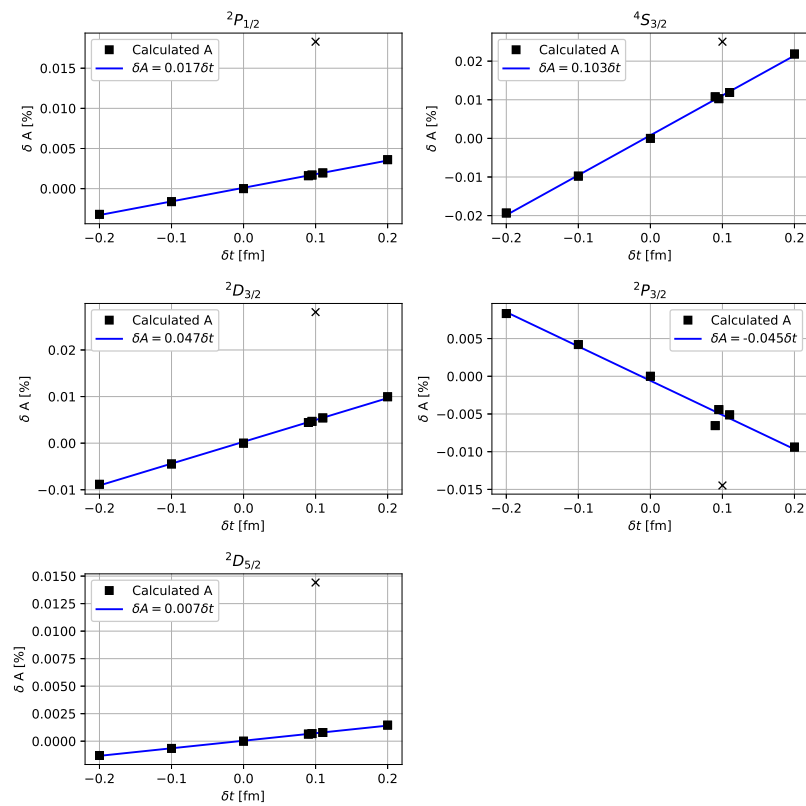 ²P₁/₂
δ A [%]
0.015
0.010
0.005
0.000
Calculated A
δA = 0.017δt
−0.2 −0.1 0.0 0.1 0.2
δt [fm]
⁴S₃/₂
δ A [%]
0.02
0.01
0.00
−0.01
−0.02
Calculated A
δA = 0.103δt
−0.2 −0.1 0.0 0.1 0.2
δt [fm]
²D₃/₂
δ A [%]
0.02
0.01
0.00
−0.01
Calculated A
δA = 0.047δt
−0.2 −0.1 0.0 0.1 0.2
δt [fm]
²P₃/₂
δ A [%]
0.005
0.000
−0.005
−0.010
−0.015
Calculated A
δA = -0.045δt
−0.2 −0.1 0.0 0.1 0.2
δt [fm]
²D₅/₂
δ A [%]
0.0150
0.0125
0.0100
0.0075
0.0050
0.0025
0.0000
Calculated A
δA = 0.007δt
−0.2 −0.1 0.0 0.1 0.2
δt [fm]